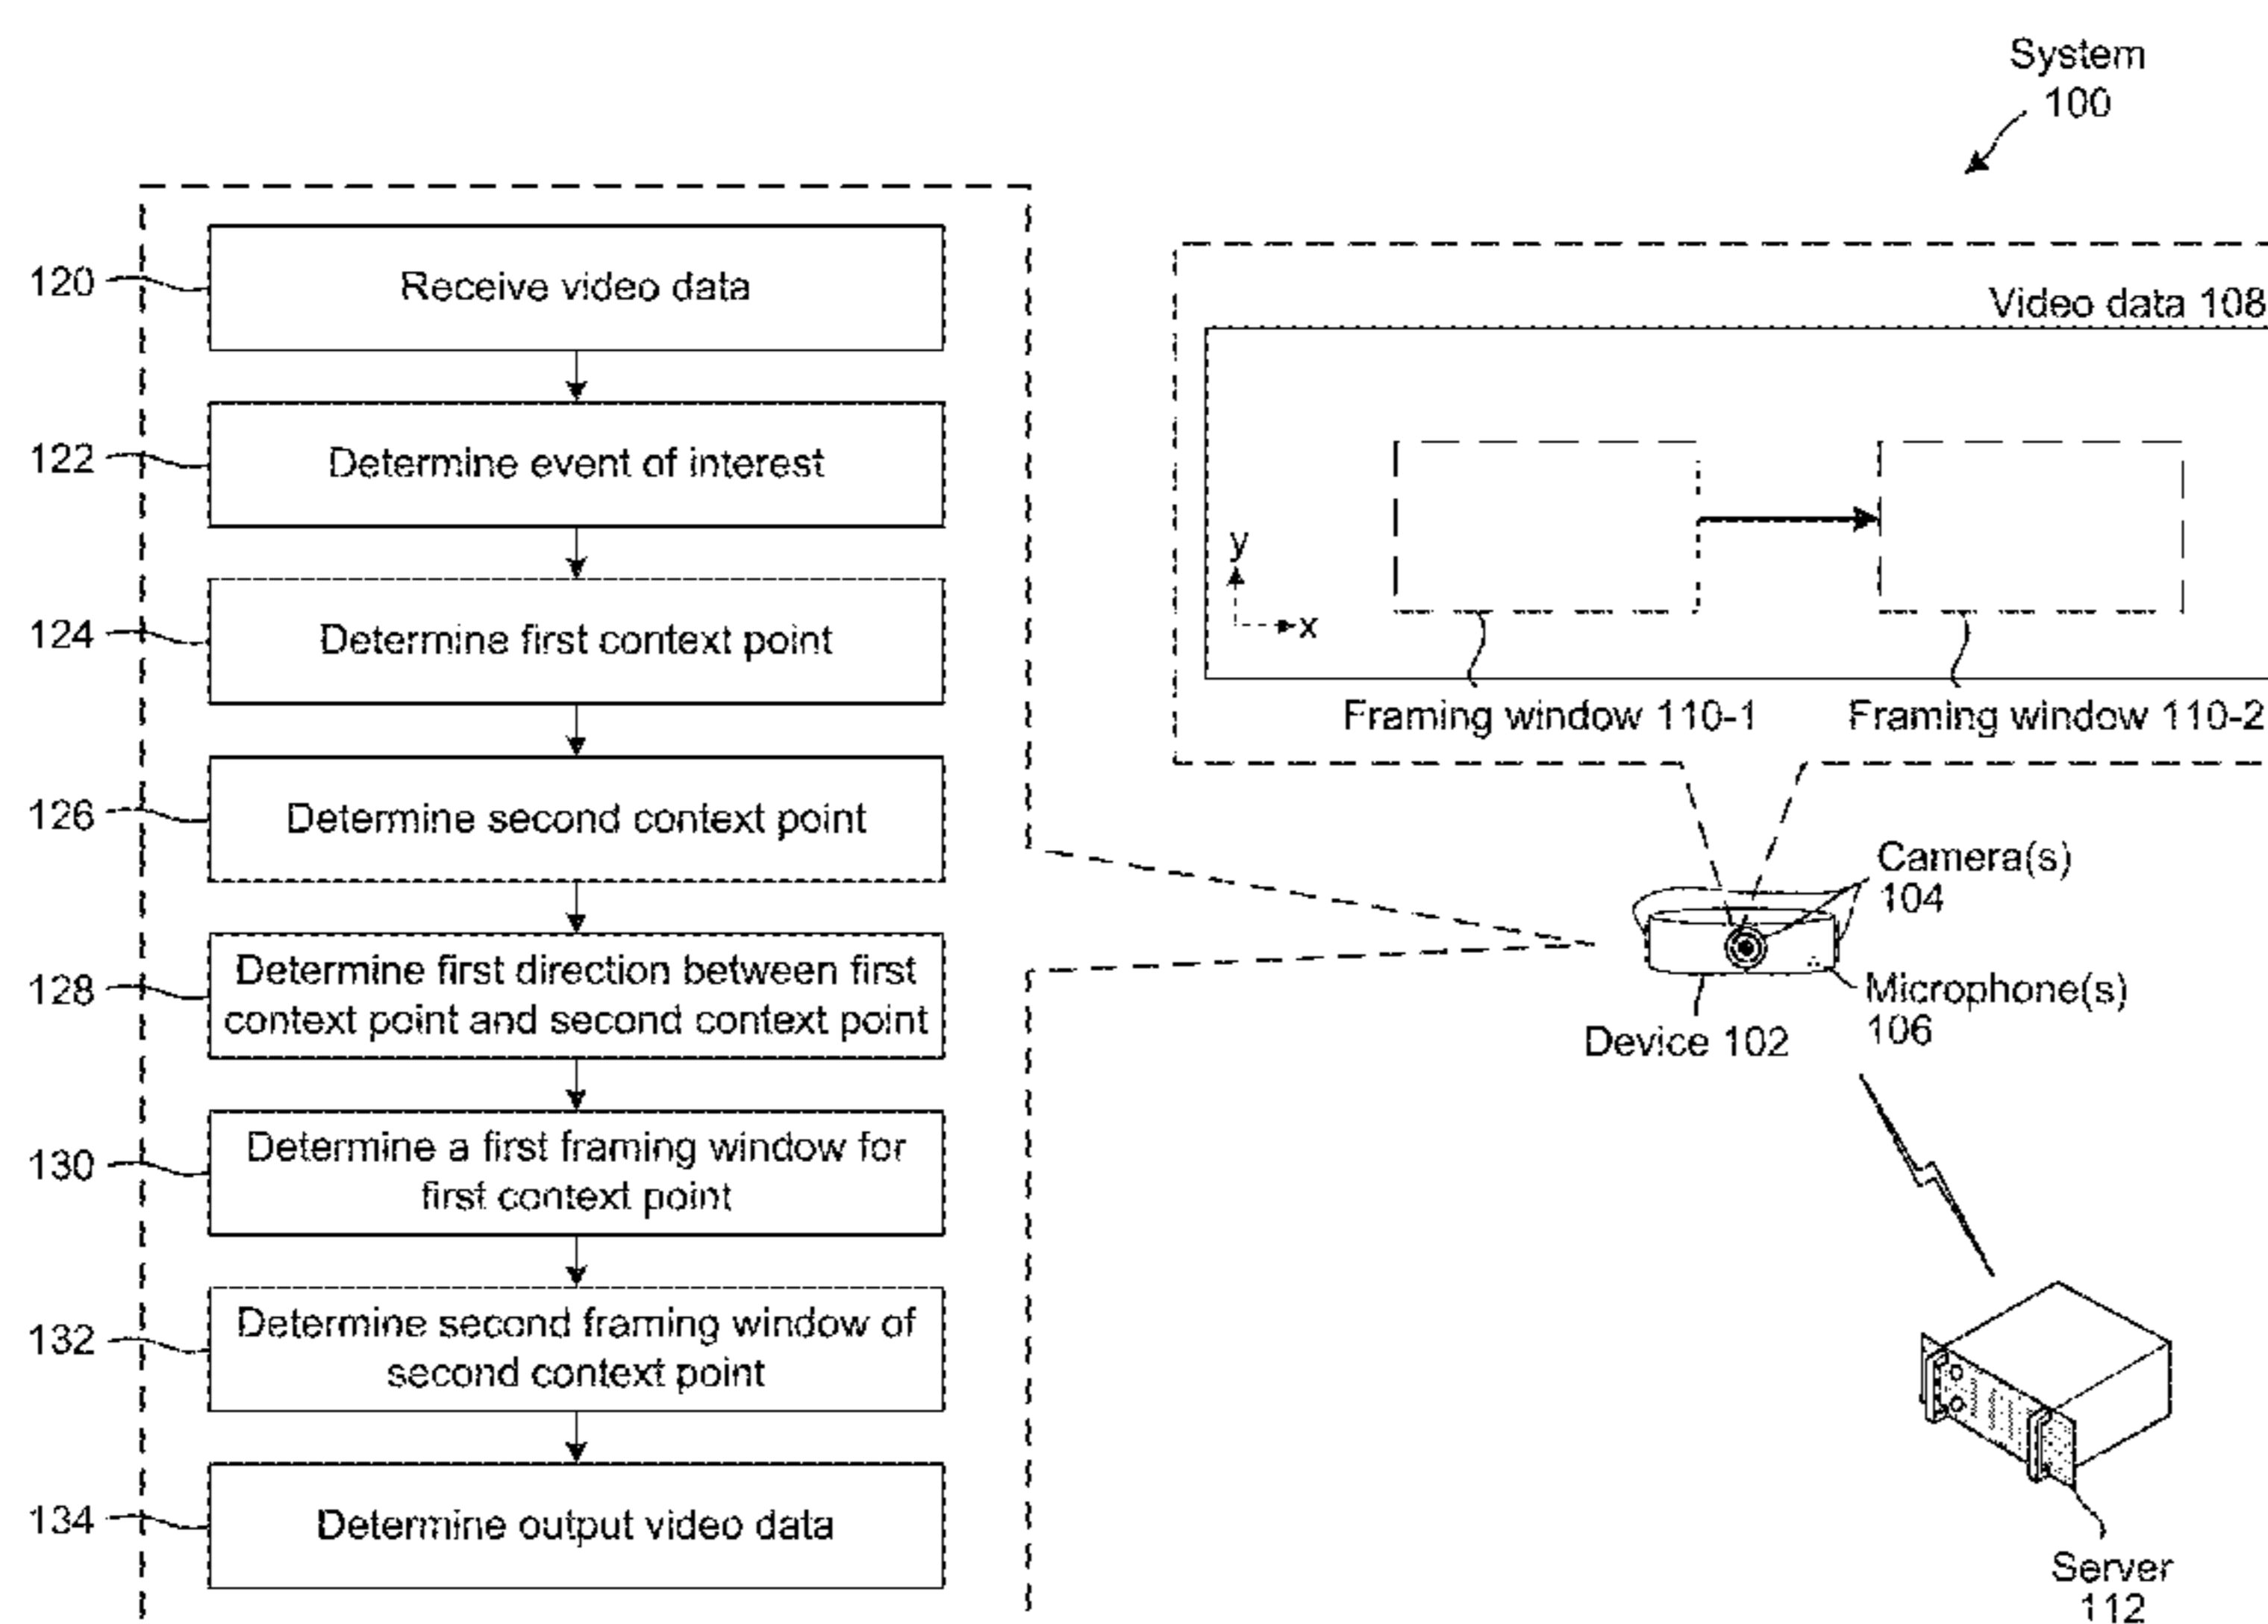 System
100
120
Receive video data
122
Determine event of interest
124
Determine first context point
126
Determine second context point
128
Determine first direction between first
context point and second context point
130
Determine a first framing window for
first context point
132
Determine second framing window of
second context point
134
Determine output video data
Video data 108
y
x
Framing window 110-1
Framing window 110-2
Camera(s)
104
Microphone(s)
106
Device 102
Server
112